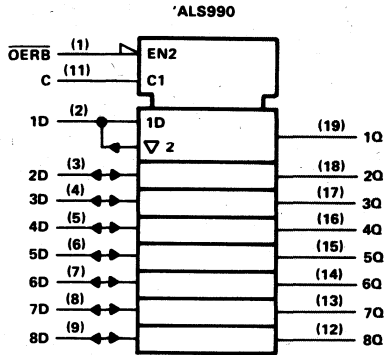 'ALS990
OERB (1) EN2
C (11) C1
1D (2) 1D
2 (19) 1Q
2D (3) (18) 2Q
3D (4) (17) 3Q
4D (5) (16) 4Q
5D (6) (15) 5Q
6D (7) (14) 6Q
7D (8) (13) 7Q
8D (9) (12) 8Q